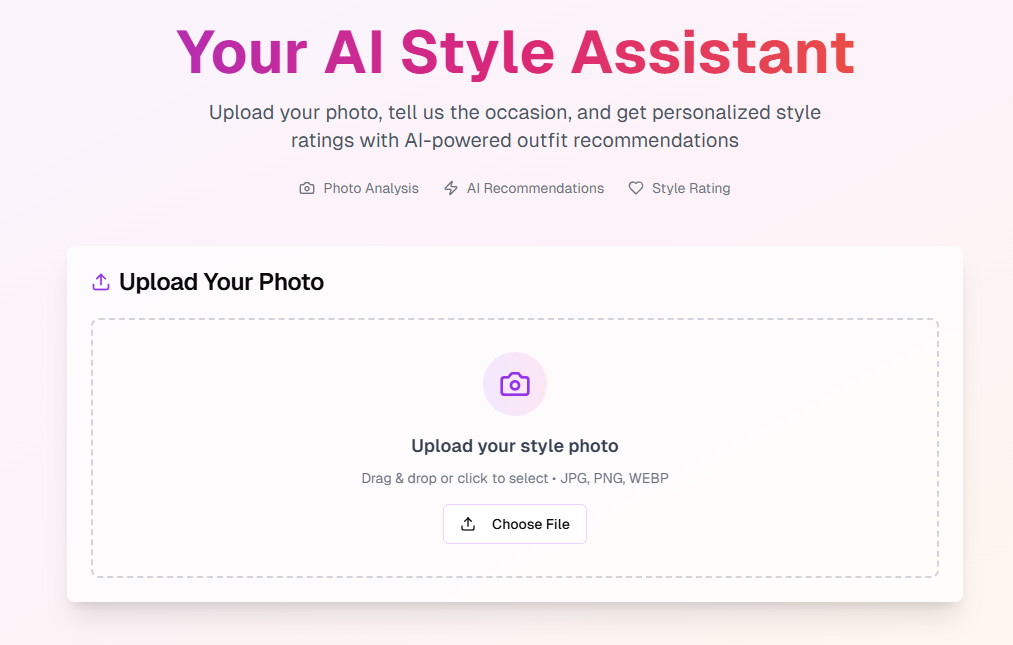 Your AI Style Assistant
Upload your photo, tell us the occasion, and get personalized style
ratings with AI-powered outfit recommendations
Photo Analysis AI Recommendations Style Rating
Upload Your Photo
Upload your style photo
Drag & drop or click to select • JPG, PNG, WEBP
Choose File